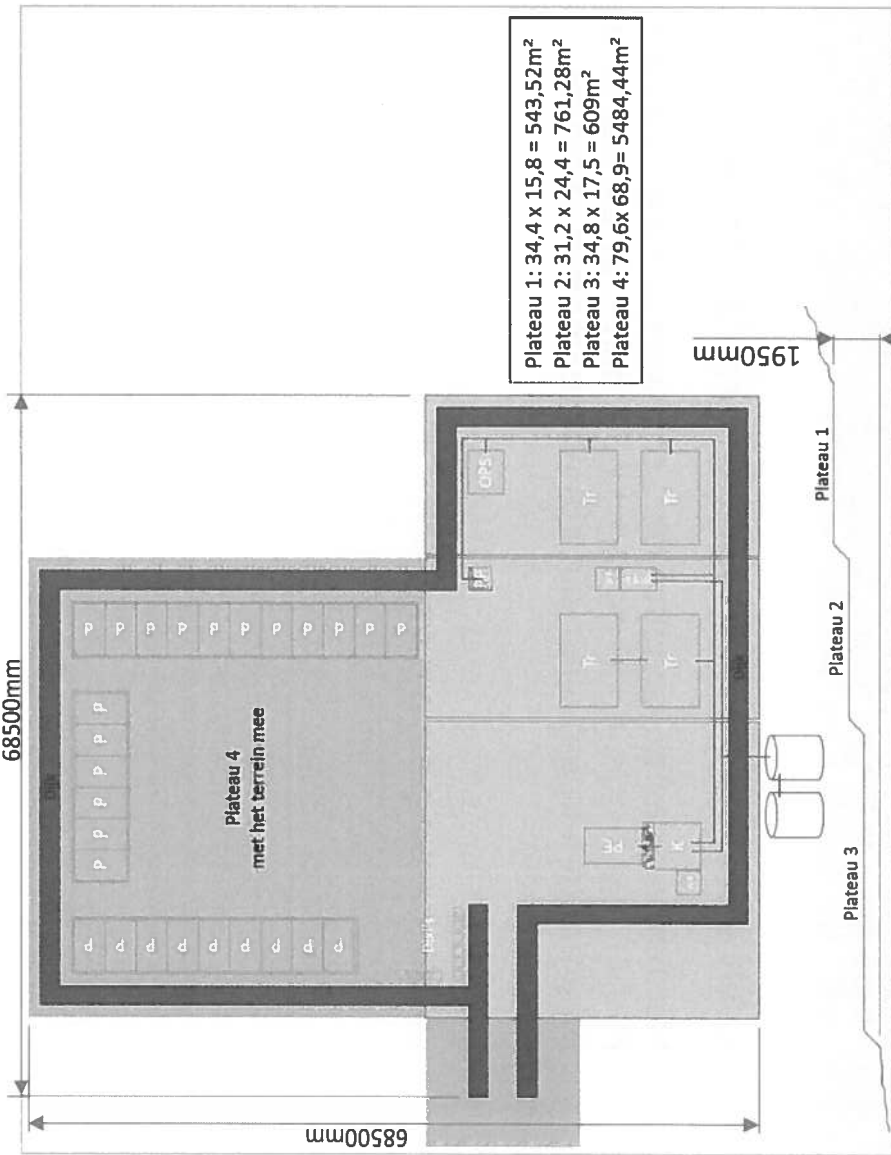 68500mm
Dijk
P P P P P P
P P P P P P P P P P
Plateau 4
met het terrein mee
P P P P P P P P
68500mm
OPS
Tr
Tr
Tr
Tr
PE
K
Dijk
Plateau 1: 34,4 x 15,8 = 543,52m²
Plateau 2: 31,2 x 24,4 = 761,28m²
Plateau 3: 34,8 x 17,5 = 609m²
Plateau 4: 79,6x 68,9= 5484,44m²
1950mm
Plateau 1
Plateau 2
Plateau 3